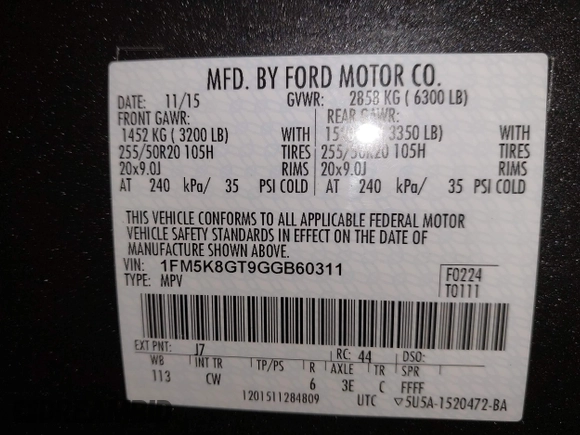 MFD. BY FORD MOTOR CO.
DATE: 11/15 GVWR: 2858 KG ( 6300 LB)
FRONT GAWR: REAR GAWR:
1452 KG ( 3200 LB) WITH 3350 LB) WITH
255/50R20 105H TIRES 255/50R20 105H TIRES
20x9.0J RIMS 20x9.0J RIMS
AT 240 kPa/ 35 PSI COLD AT 240 kPa/ 35 PSI COLD
THIS VEHICLE CONFORMS TO ALL APPLICABLE FEDERAL MOTOR
VEHICLE SAFETY STANDARDS IN EFFECT ON THE DATE OF
MANUFACTURE SHOWN ABOVE.
VIN: 1FM5K8GT9GGB60311 F0224
TYPE: MPV T0111
EXT PNT: J7 RC: 44 DSO:
WB INT TR TP/PS R AXLE TR SPR
113 CW 6 3E C FFFF
1201511284809 UTC ▽5U5A-1520472-BA